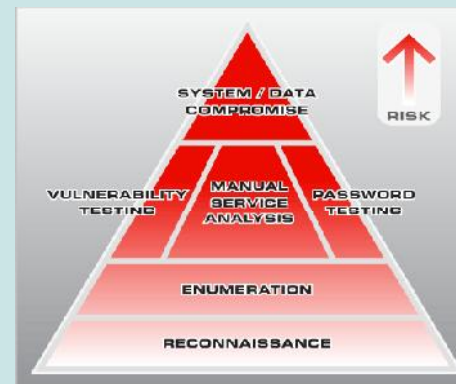 SYSTEM / DATA
COMPROMISE
RISK
VULNERABILITY
TESTING
MANUAL
SERVICE
ANALYSIS
PASSWORD
TESTING
ENUMERATION
RECONNAISSANCE